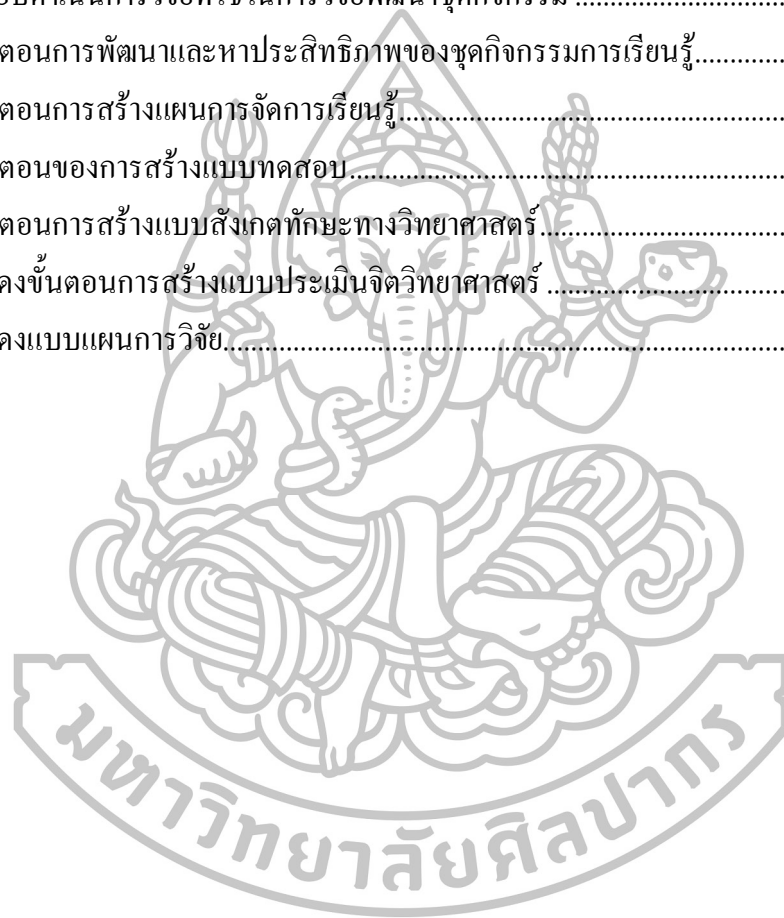 ตอนการพัฒนาและหาประสิทธิภาพของชุดกิจกรรมการเรียนรู้..............
ตอนการสร้างแผนการจัดการเรียนรู้..............................................................
ตอนของการสร้างแบบทดสอบ.....................................................................
ตอนการสร้างแบบสังเกตทักษะทางวิทยาศาสตร์.......................................
ดงขั้นตอนการสร้างแบบประเมินจิตวิทยาศาสตร์ ......................................
ดงแบบแผนการวิจัย......................................................................................
มหาวิทยาลัยศิลปากร